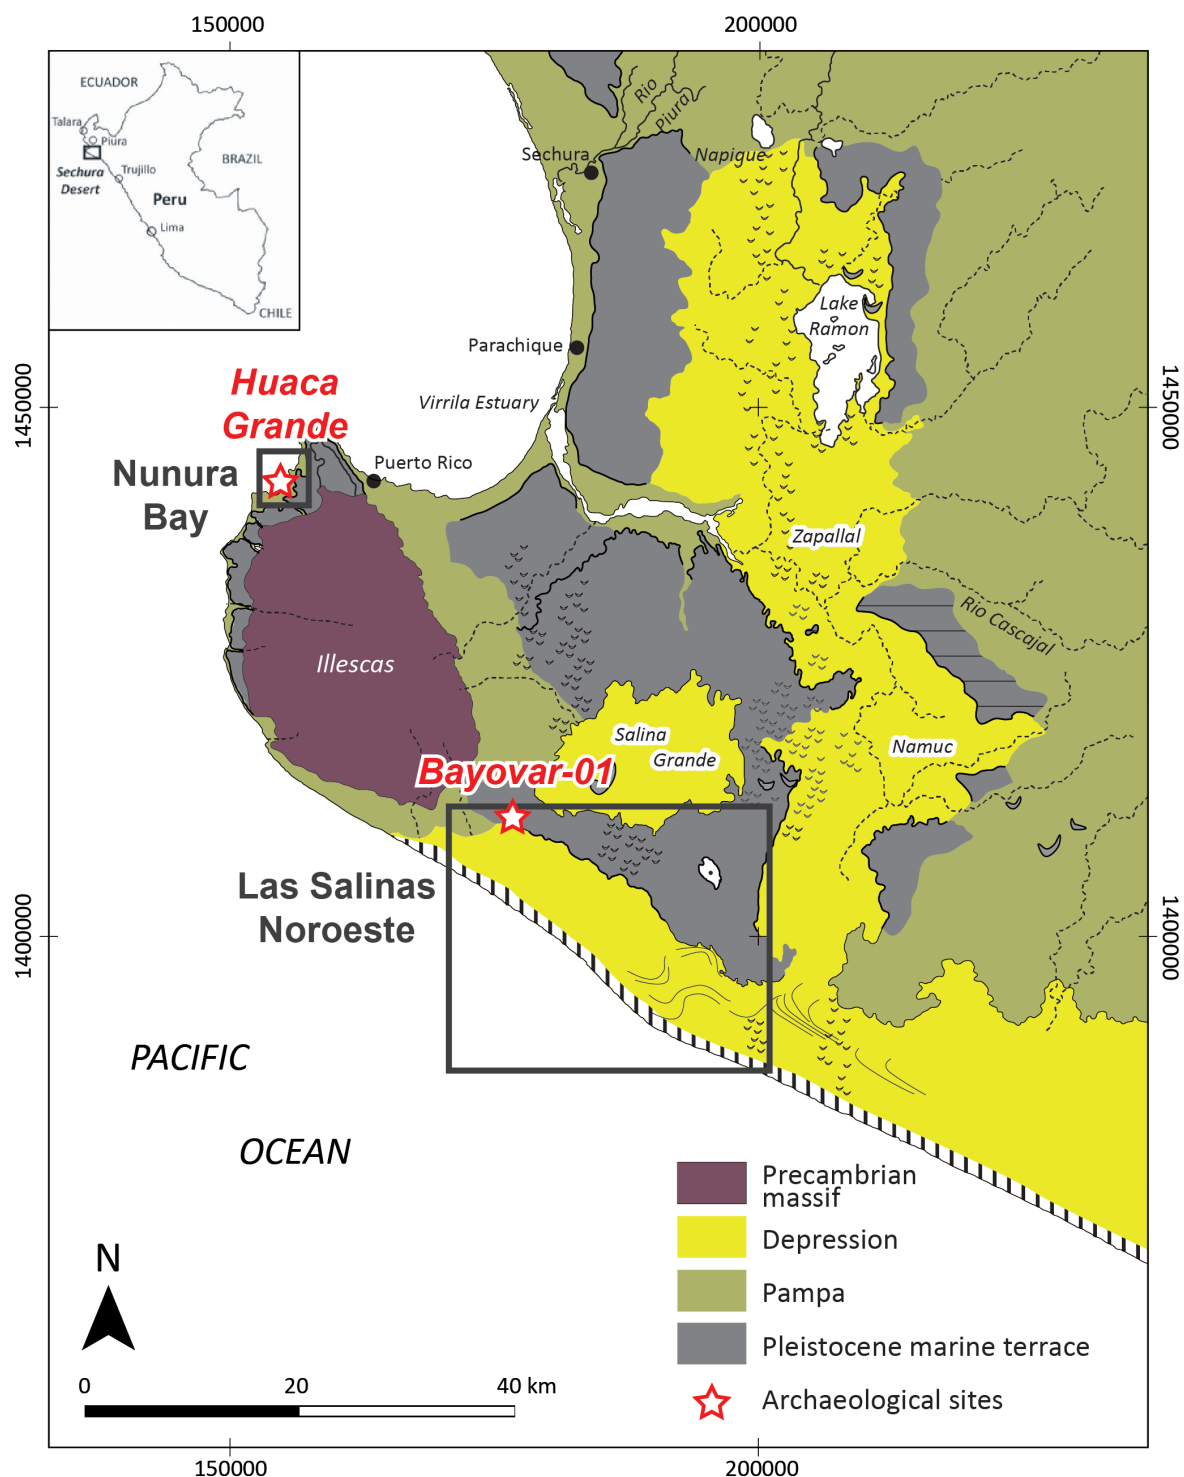 150000
200000
ECUADOR
Talara
Piura
BRAZIL
Sechura
Desert
Trujillo
Peru
Lima
CHILE
Rio
Piura
Sechura
Napique
Lake
Ramon
Parachique
Virrila Estuary
1450000
1450000
Huaca
Grande
Nunura
Bay
Puerto Rico
Zapallal
Rio Cascajal
Illescas
Salina
Grande
Namuc
Bayovar-01
Las Salinas
Noroeste
1400000
1400000
PACIFIC
OCEAN
Precambrian
massif
Depression
Pampa
Pleistocene marine terrace
Archaeological sites
N
0
20
40 km
150000
200000